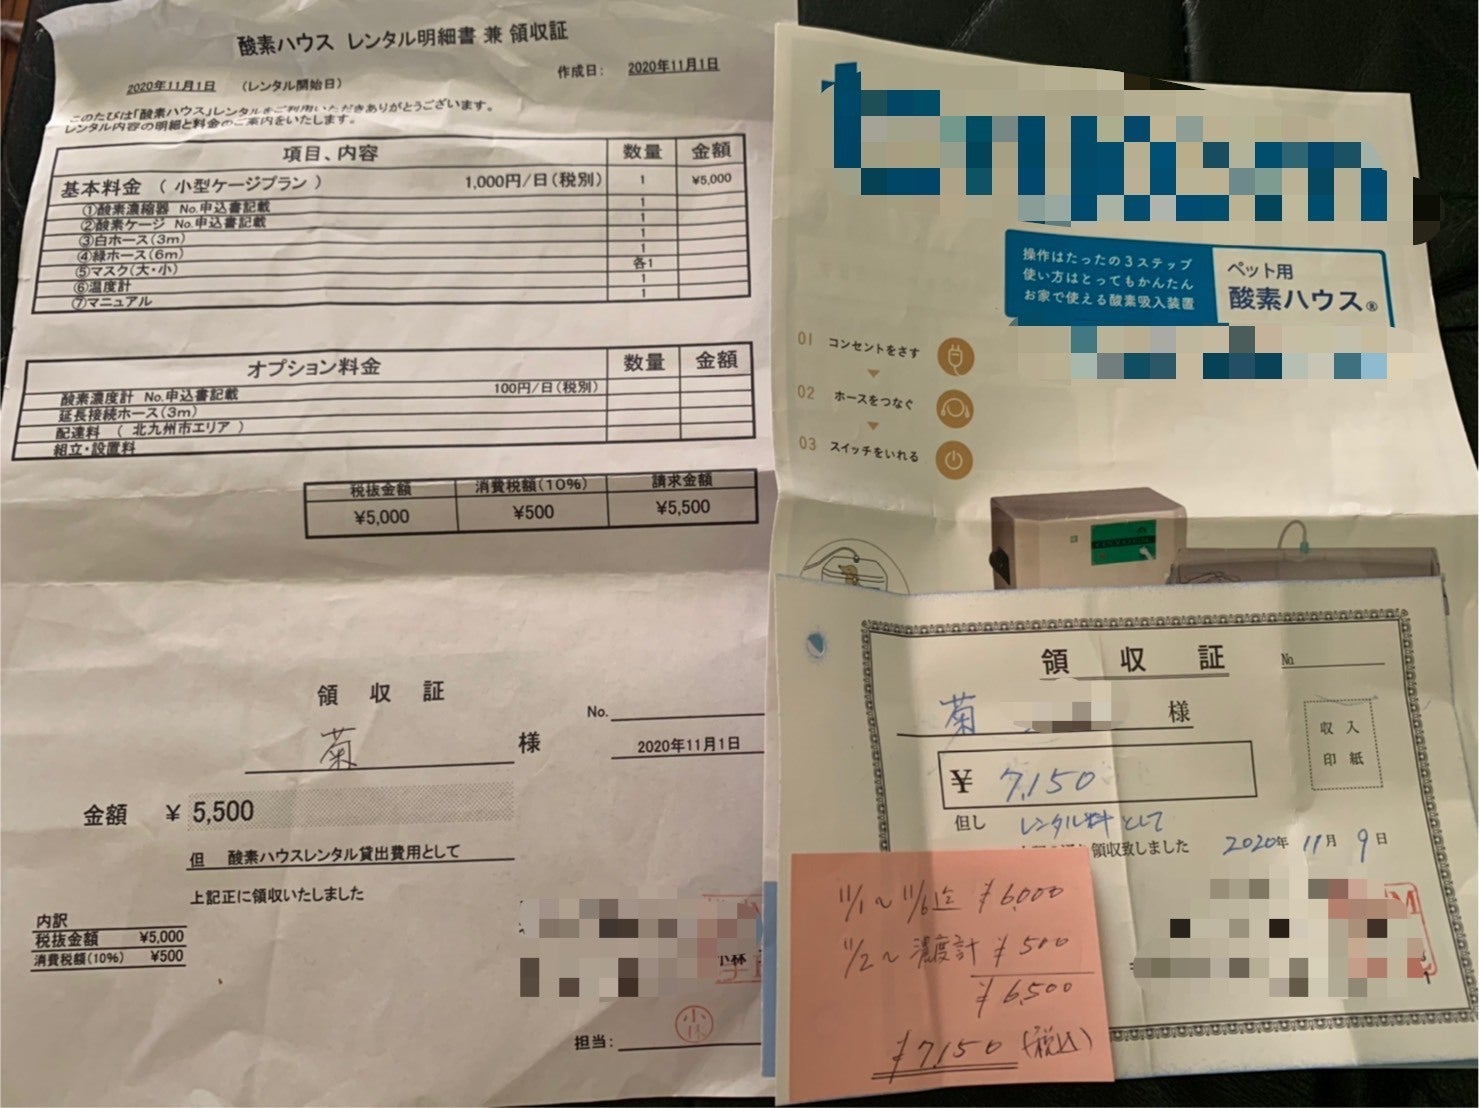 酸素ハウス レンタル明細書 兼 領収証
2020年11月1日 (レンタル開始日)
作成日: 2020年11月1日
このたびは「酸素ハウス」レンタルをご利用いただきありがとうございます。
レンタル内容の明細と料金のご案内をいたします。
項目、内容 数量 金額
基本料金 ( 小型ケージプラン ) 1,000円/日(税別) 1 ¥5,000
①酸素濃縮器 No.申込書記載 1
②酸素ケージ No.申込書記載 1
③白ホース(3m) 1
④緑ホース(6m) 1
⑤マスク(大・小) 各1
⑥温度計 1
⑦マニュアル 1
オプション料金 数量 金額
酸素濃度計 No.申込書記載 100円/日(税別)
延長接続ホース(3m)
配達料 ( 北九州市エリア )
組立・設置料
税抜金額 消費税額(10%) 請求金額
¥5,000 ¥500 ¥5,500
領収証
No.
菊 様
2020年11月1日
金額 ¥ 5,500
但 酸素ハウスレンタル貸出費用として
上記正に領収いたしました
内訳
税抜金額 ¥5,000
消費税額(10%) ¥500
小林
担当:
小林
操作はたったの3ステップ
使い方はとってもかんたん
お家で使える酸素吸入装置
ペット用
酸素ハウス®
01 コンセントをさす
02 ホースをつなぐ
03 スイッチをいれる
領収証
№
菊 様
収入
印紙
¥ 7,150
但し レンタル料として
領収致しました 2020年 11月 9日
11/1~11/6迄 ¥6,000
11/2~濃度計 ¥500
¥6,500
¥7,150 (税込)